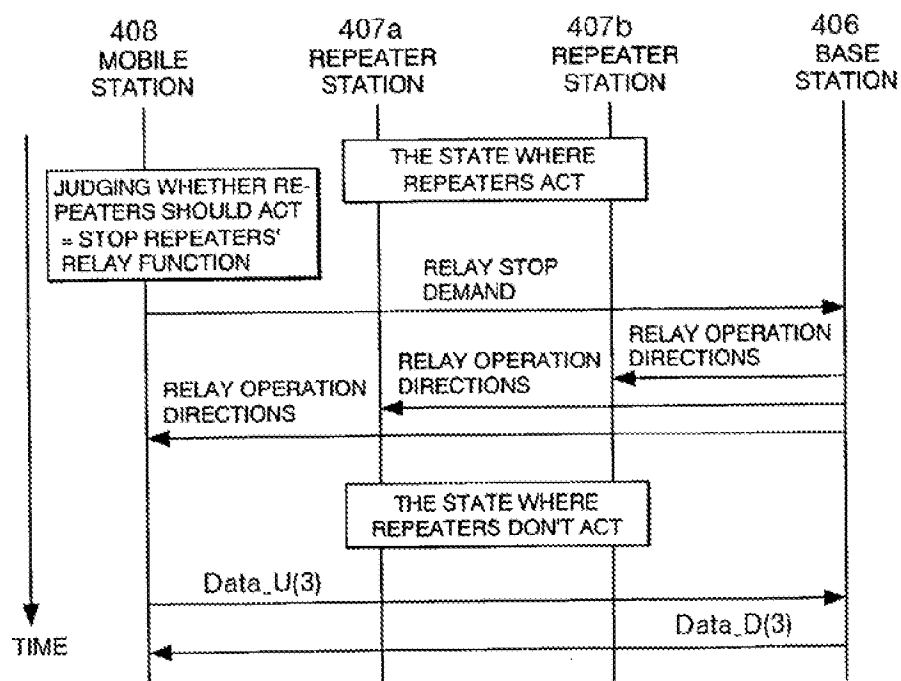 408
MOBILE
STATION
407a
REPEATER
STATION
407b
REPEATER
STATION
406
BASE
STATION
THE STATE WHERE
REPEATERS ACT
JUDGING WHETHER RE-
PEATERS SHOULD ACT
= STOP REPEATERS'
RELAY FUNCTION
RELAY STOP
DEMAND
RELAY OPERATION
DIRECTIONS
RELAY OPERATION
DIRECTIONS
RELAY OPERATION
DIRECTIONS
THE STATE WHERE
REPEATERS DON'T ACT
Data_U(3)
Data_D(3)
TIME